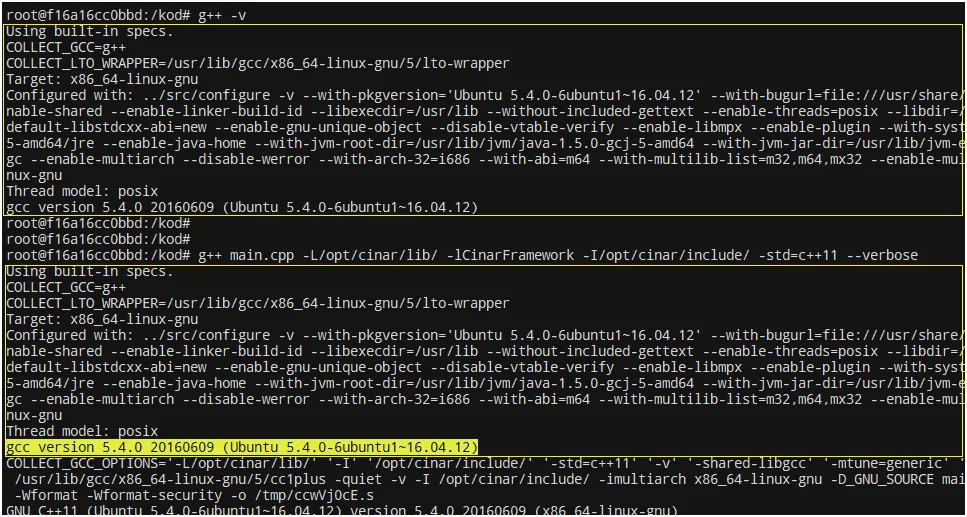 root@f16a16cc0bbd:/kod# g++ -v
Using built-in specs.
COLLECT_GCC=g++
COLLECT_LTO_WRAPPER=/usr/lib/gcc/x86_64-linux-gnu/5/lto-wrapper
Target: x86_64-linux-gnu
Configured with: ../src/configure -v --with-pkgversion='Ubuntu 5.4.0-6ubuntu1~16.04.12' --with-bugurl=file:///usr/share/
nable-shared --enable-linker-build-id --libexecdir=/usr/lib --without-included-gettext --enable-threads=posix --libdir=/
default-libstdcxx-abi=new --enable-gnu-unique-object --disable-vtable-verify --enable-libmpx --enable-plugin --with-syst
5-amd64/jre --enable-java-home --with-jvm-root-dir=/usr/lib/jvm/java-1.5.0-gcj-5-amd64 --with-jvm-jar-dir=/usr/lib/jvm-e
gc --enable-multiarch --disable-werror --with-arch-32=i686 --with-abi=m64 --with-multilib-list=m32,m64,mx32 --enable-mul
nux-gnu
Thread model: posix
gcc version 5.4.0 20160609 (Ubuntu 5.4.0-6ubuntu1~16.04.12)
root@f16a16cc0bbd:/kod#
root@f16a16cc0bbd:/kod#
root@f16a16cc0bbd:/kod# g++ main.cpp -L/opt/cinar/lib/ -lCinarFramework -I/opt/cinar/include/ -std=c++11 --verbose
Using built-in specs.
COLLECT_GCC=g++
COLLECT_LTO_WRAPPER=/usr/lib/gcc/x86_64-linux-gnu/5/lto-wrapper
Target: x86_64-linux-gnu
Configured with: ../src/configure -v --with-pkgversion='Ubuntu 5.4.0-6ubuntu1~16.04.12' --with-bugurl=file:///usr/share/
nable-shared --enable-linker-build-id --libexecdir=/usr/lib --without-included-gettext --enable-threads=posix --libdir=/
default-libstdcxx-abi=new --enable-gnu-unique-object --disable-vtable-verify --enable-libmpx --enable-plugin --with-syst
5-amd64/jre --enable-java-home --with-jvm-root-dir=/usr/lib/jvm/java-1.5.0-gcj-5-amd64 --with-jvm-jar-dir=/usr/lib/jvm-e
gc --enable-multiarch --disable-werror --with-arch-32=i686 --with-abi=m64 --with-multilib-list=m32,m64,mx32 --enable-mul
nux-gnu
Thread model: posix
gcc version 5.4.0 20160609 (Ubuntu 5.4.0-6ubuntu1~16.04.12)
COLLECT_GCC_OPTIONS='-L/opt/cinar/lib/' '-I' '/opt/cinar/include/' '-std=c++11' '-v' '-shared-libgcc' '-mtune=generic' '
/usr/lib/gcc/x86_64-linux-gnu/5/cc1plus -quiet -v -I /opt/cinar/include/ -imultiarch x86_64-linux-gnu -D_GNU_SOURCE mai
-Wformat -Wformat-security -o /tmp/ccwVj0cE.s
GNU C++11 (Ubuntu 5.4.0-6ubuntu1~16.04.12) version 5.4.0 20160609 (x86_64-linux-gnu)